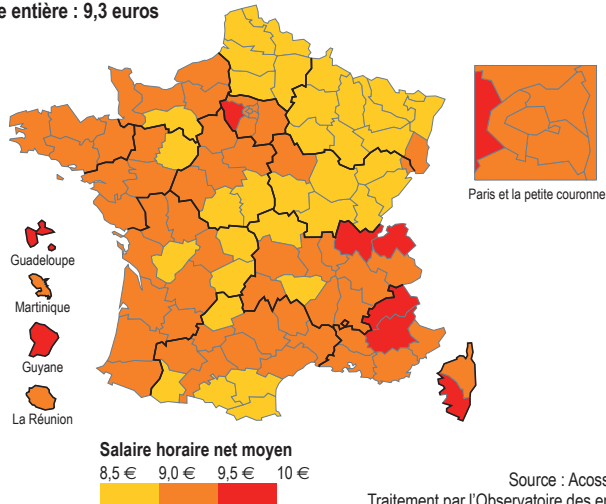 e entière : 9,3 euros
Paris et la petite couronne
Guadeloupe
Martinique
Guyane
La Réunion
Salaire horaire net moyen
8,5 € 9,0 € 9,5 € 10 €
Source : Acoss
Traitement par l'Observatoire des en